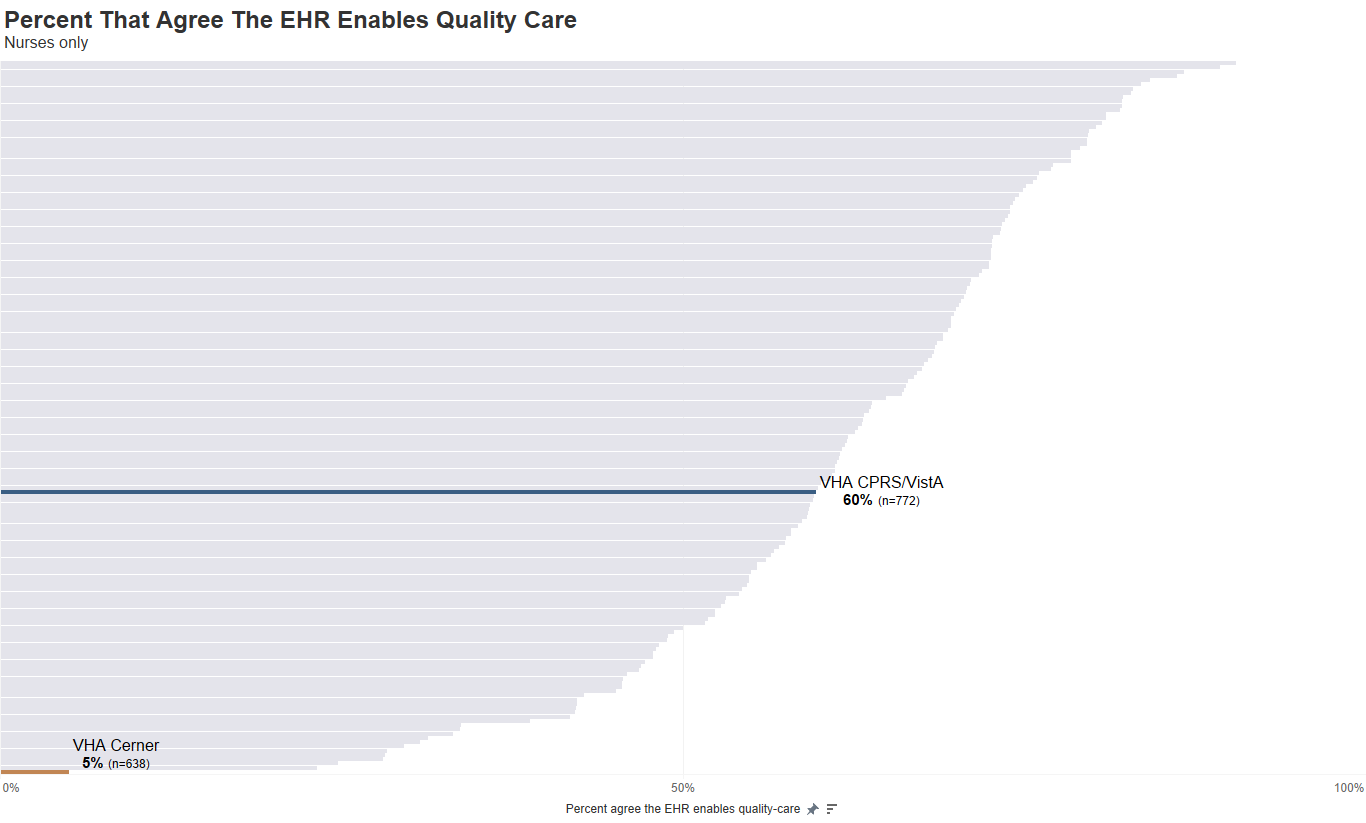 Percent That Agree The EHR Enables Quality Care
Nurses only
VHA CPRS/VistA
60% (n=772)
VHA Cerner
5% (n=638)
0%
50%
100%
Percent agree the EHR enables quality-care